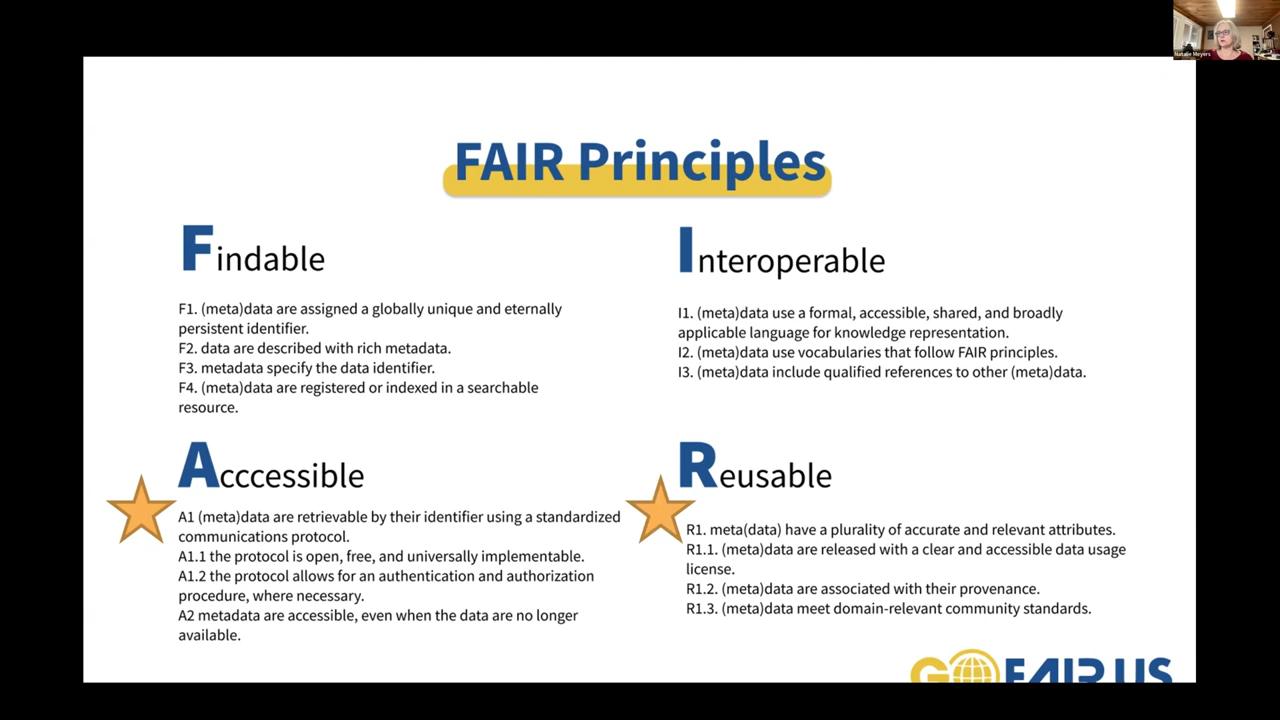 Natalie Meyers
FAIR Principles
Findable
F1. (meta)data are assigned a globally unique and eternally
persistent identifier.
F2. data are described with rich metadata.
F3. metadata specify the data identifier.
F4. (meta)data are registered or indexed in a searchable
resource.
Interoperable
I1. (meta)data use a formal, accessible, shared, and broadly
applicable language for knowledge representation.
I2. (meta)data use vocabularies that follow FAIR principles.
I3. (meta)data include qualified references to other (meta)data.
Acccessible
A1 (meta)data are retrievable by their identifier using a standardized
communications protocol.
A1.1 the protocol is open, free, and universally implementable.
A1.2 the protocol allows for an authentication and authorization
procedure, where necessary.
A2 metadata are accessible, even when the data are no longer
available.
Reusable
R1. meta(data) have a plurality of accurate and relevant attributes.
R1.1. (meta)data are released with a clear and accessible data usage
license.
R1.2. (meta)data are associated with their provenance.
R1.3. (meta)data meet domain-relevant community standards.
GO FAIR US